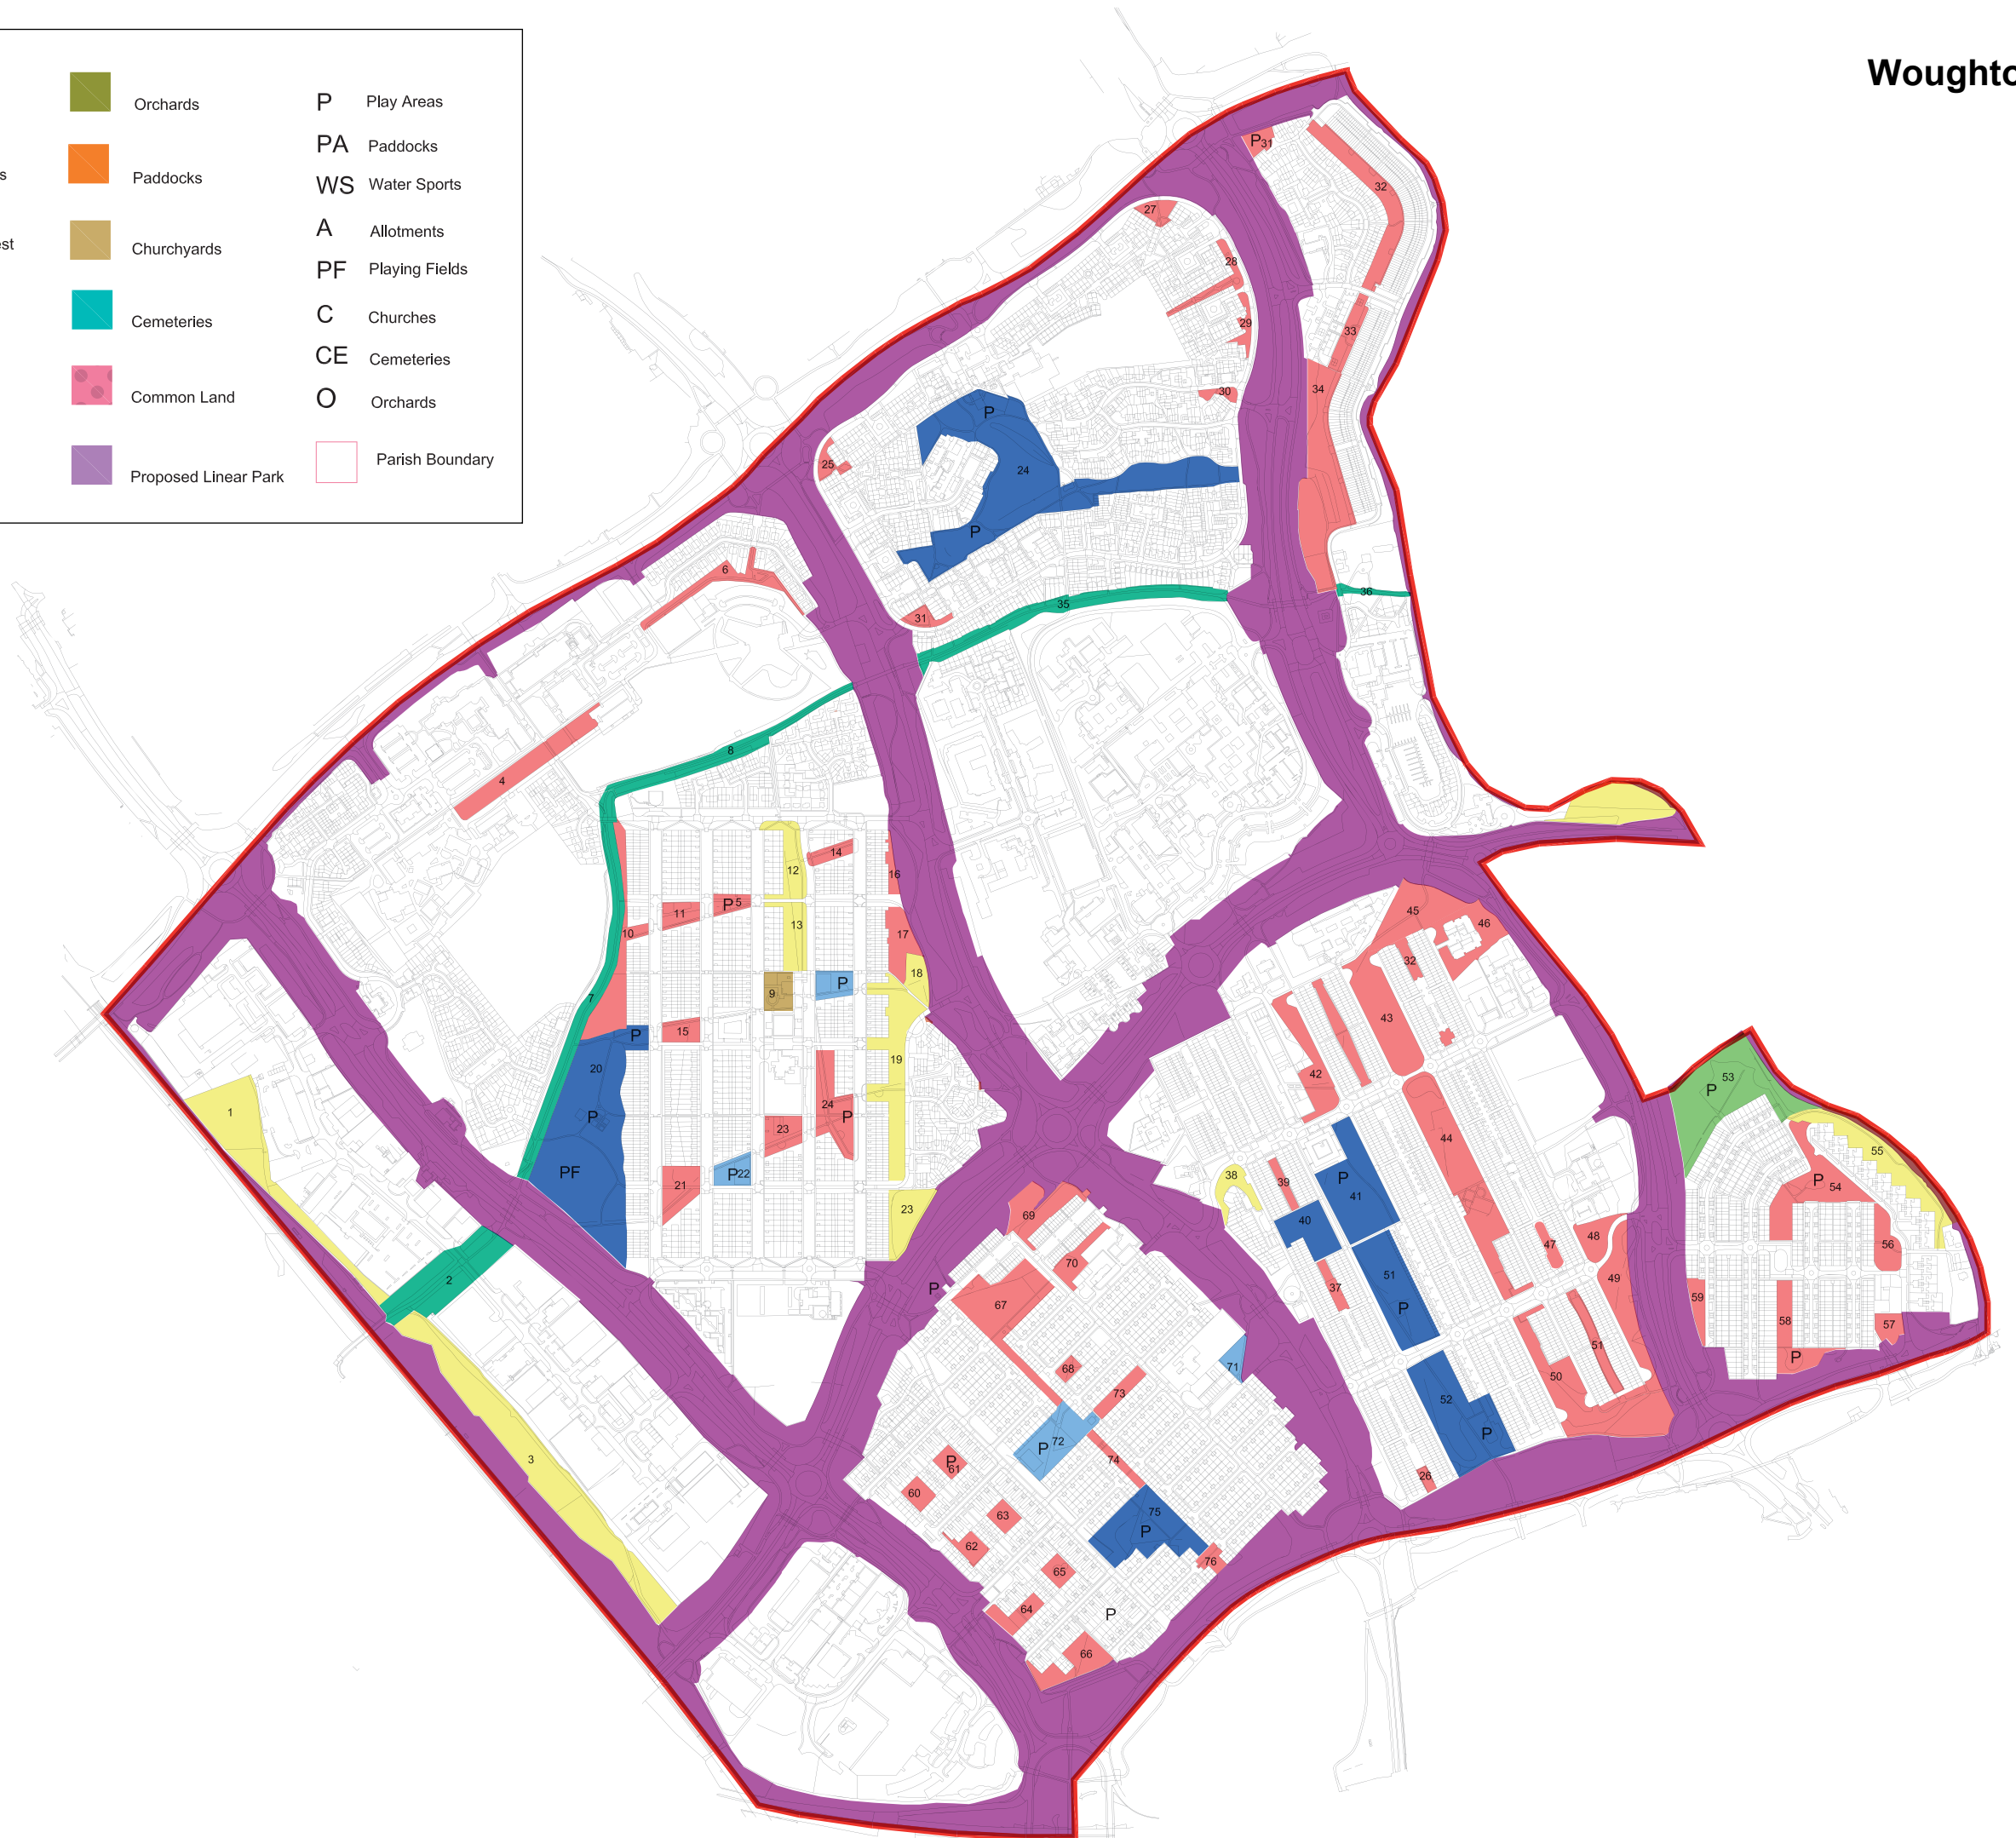 Woughto
Orchards
Paddocks
s
Churchyards
est
Cemeteries
Common Land
Proposed Linear Park
P Play Areas
PA Paddocks
WS Water Sports
A Allotments
PF Playing Fields
C Churches
CE Cemeteries
O Orchards
Parish Boundary
P31
32
27
28
29
33
30
34
P
24
25
P
6
31
35
36
8
4
12
14
16
P 5
11
13
10
17
18
9
P
7
15
P
20
19
P
24
P
23
PF
P22
21
23
1
2
3
45
46
32
43
42
44
38
39
P
41
40
47
48
51
49
37
P
51
50
52
P
26
53
P
55
P
54
56
59
58
57
P
69
70
P
67
68
71
73
P 72
74
P
61
60
75
63
P
62
76
65
64
P
66